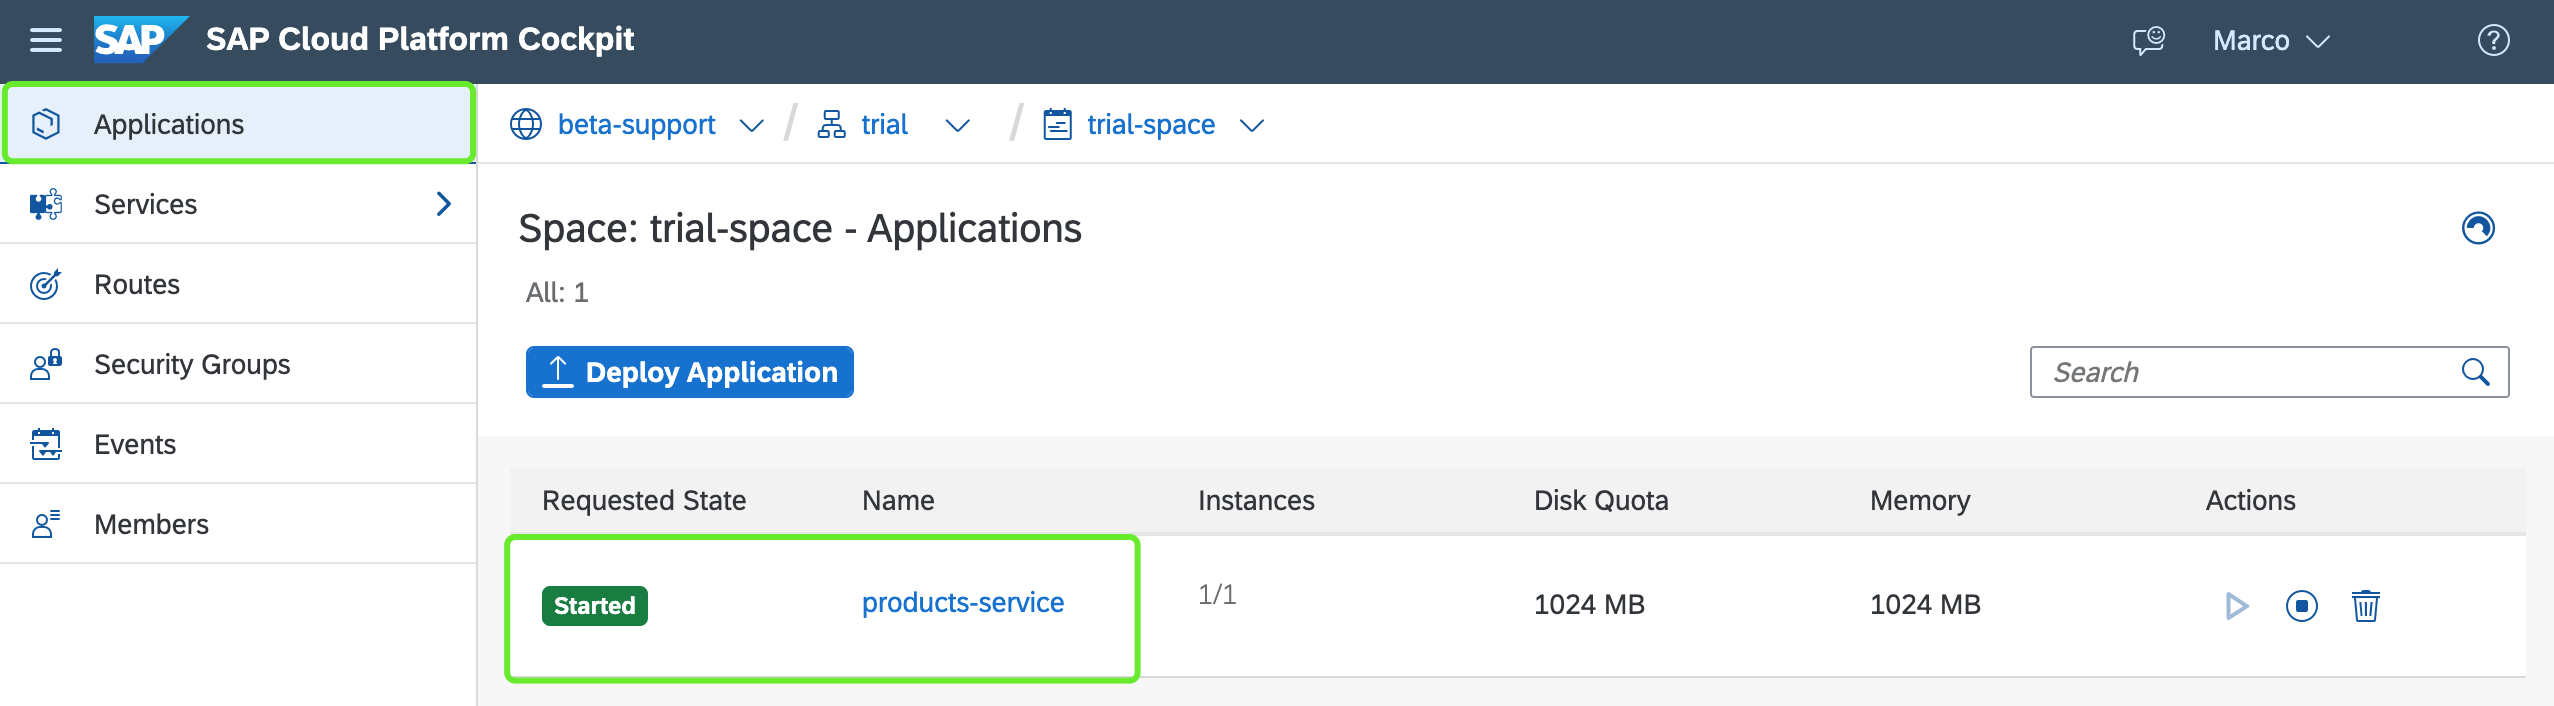 SAP SAP Cloud Platform Cockpit
Marco
Applications
Services
Routes
Security Groups
Events
Members
beta-support / trial / trial-space
Space: trial-space - Applications
All: 1
Deploy Application
Search
Requested State Name Instances Disk Quota Memory Actions
Started products-service 1/1 1024 MB 1024 MB